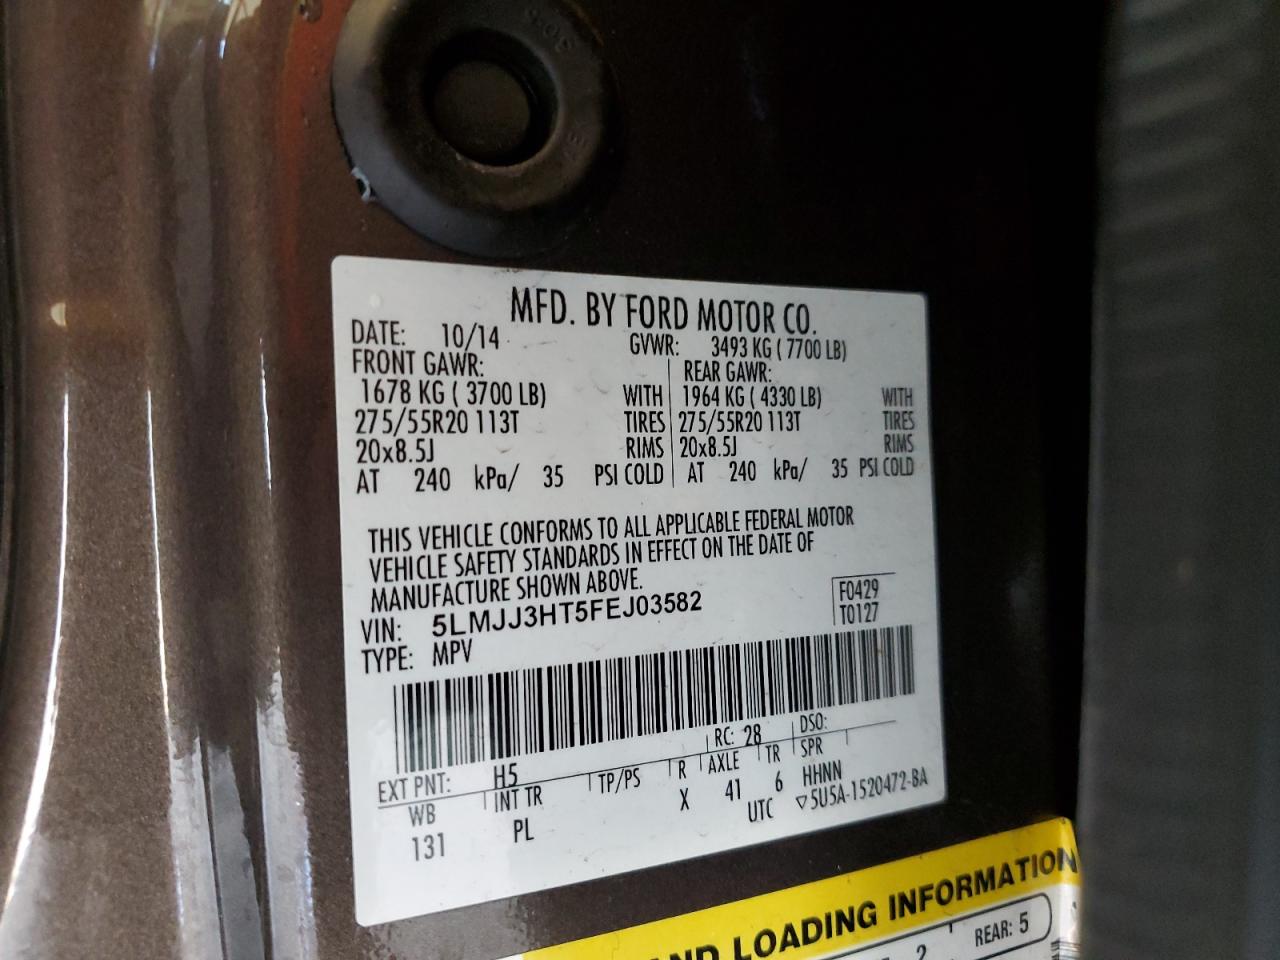 MFD. BY FORD MOTOR CO.
DATE: 10/14 GVWR: 3493 KG ( 7700 LB)
FRONT GAWR: REAR GAWR:
1678 KG ( 3700 LB) WITH 1964 KG ( 4330 LB) WITH
275/55R20 113T TIRES 275/55R20 113T TIRES
20x8.5J RIMS 20x8.5J RIMS
AT 240 kPa/ 35 PSI COLD AT 240 kPa/ 35 PSI COLD
THIS VEHICLE CONFORMS TO ALL APPLICABLE FEDERAL MOTOR
VEHICLE SAFETY STANDARDS IN EFFECT ON THE DATE OF
MANUFACTURE SHOWN ABOVE.
F0429
VIN: 5LMJJ3HT5FEJ03582
T0127
TYPE: MPV
RC: 28 DSO:
EXT PNT: H5
WB INT TR TP/PS R AXLE TR SPR
131 PL X 41 6 HHNN
UTC ▽5U5A-1520472-BA
AND LOADING INFORMATION
2 REAR: 5